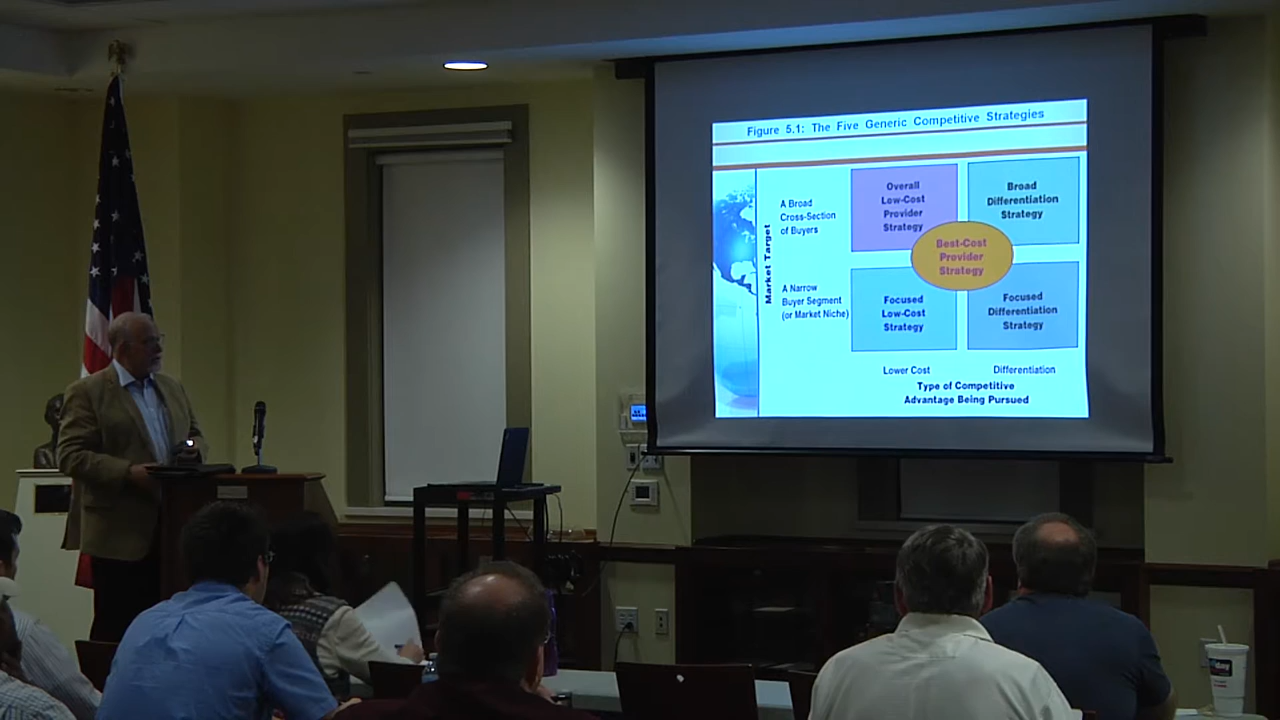 Figure 5.1: The Five Generic Competitive Strategies
Market Target
A Broad
Cross-Section
of Buyers
Overall
Low-Cost
Provider
Strategy
Broad
Differentiation
Strategy
Best-Cost
Provider
Strategy
A Narrow
Buyer Segment
(or Market Niche)
Focused
Low-Cost
Strategy
Focused
Differentiation
Strategy
Lower Cost
Differentiation
Type of Competitive
Advantage Being Pursued